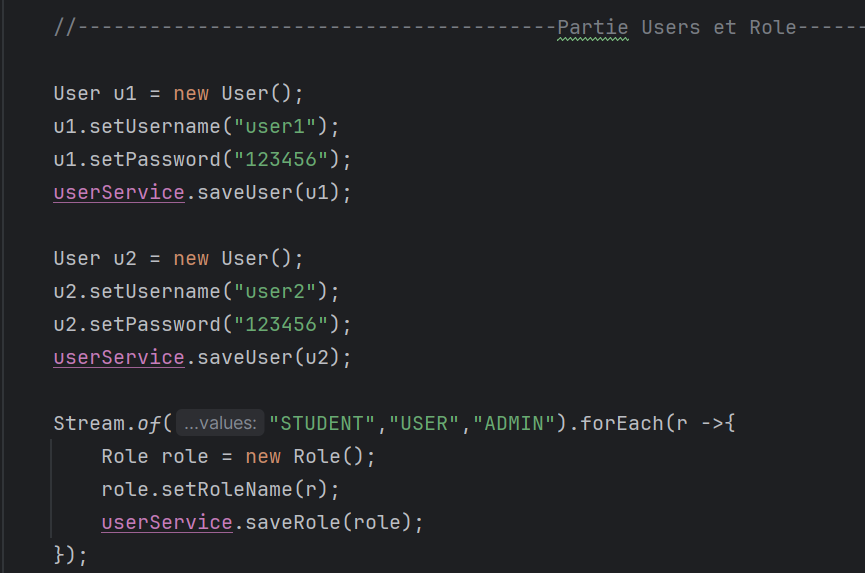 //----------------------------------------Partie Users et Role------
User u1 = new User();
u1.setUsername("user1");
u1.setPassword("123456");
userService.saveUser(u1);
User u2 = new User();
u2.setUsername("user2");
u2.setPassword("123456");
userService.saveUser(u2);
Stream.of( ...values: "STUDENT","USER","ADMIN").forEach(r ->{
Role role = new Role();
role.setRoleName(r);
userService.saveRole(role);
});